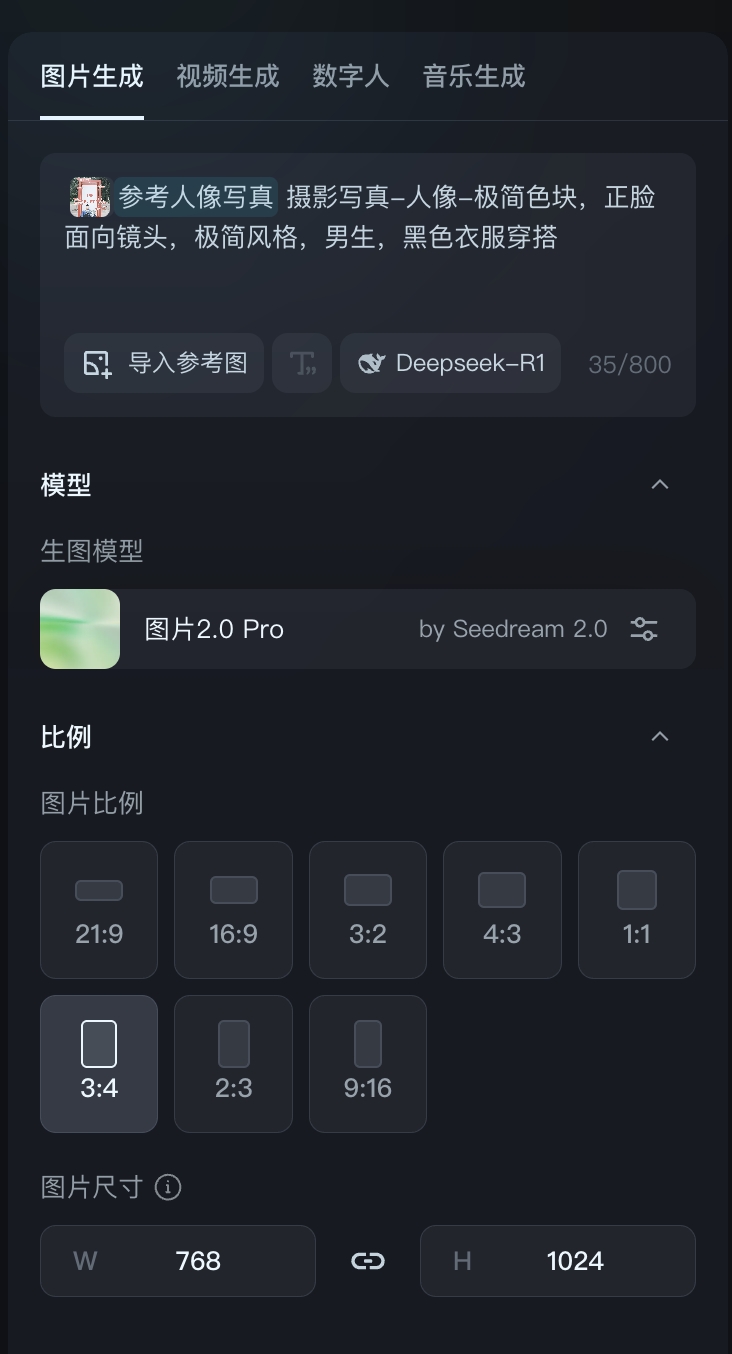 图片生成 视频生成 数字人 音乐生成
参考人像写真 摄影写真-人像-极简色块，正脸
面向镜头，极简风格，男生，黑色衣服穿搭
导入参考图 T Deepseek-R1 35/800
模型
生图模型
图片2.0 Pro by Seedream 2.0
比例
图片比例
21:9 16:9 3:2 4:3 1:1
3:4 2:3 9:16
图片尺寸
W 768 H 1024